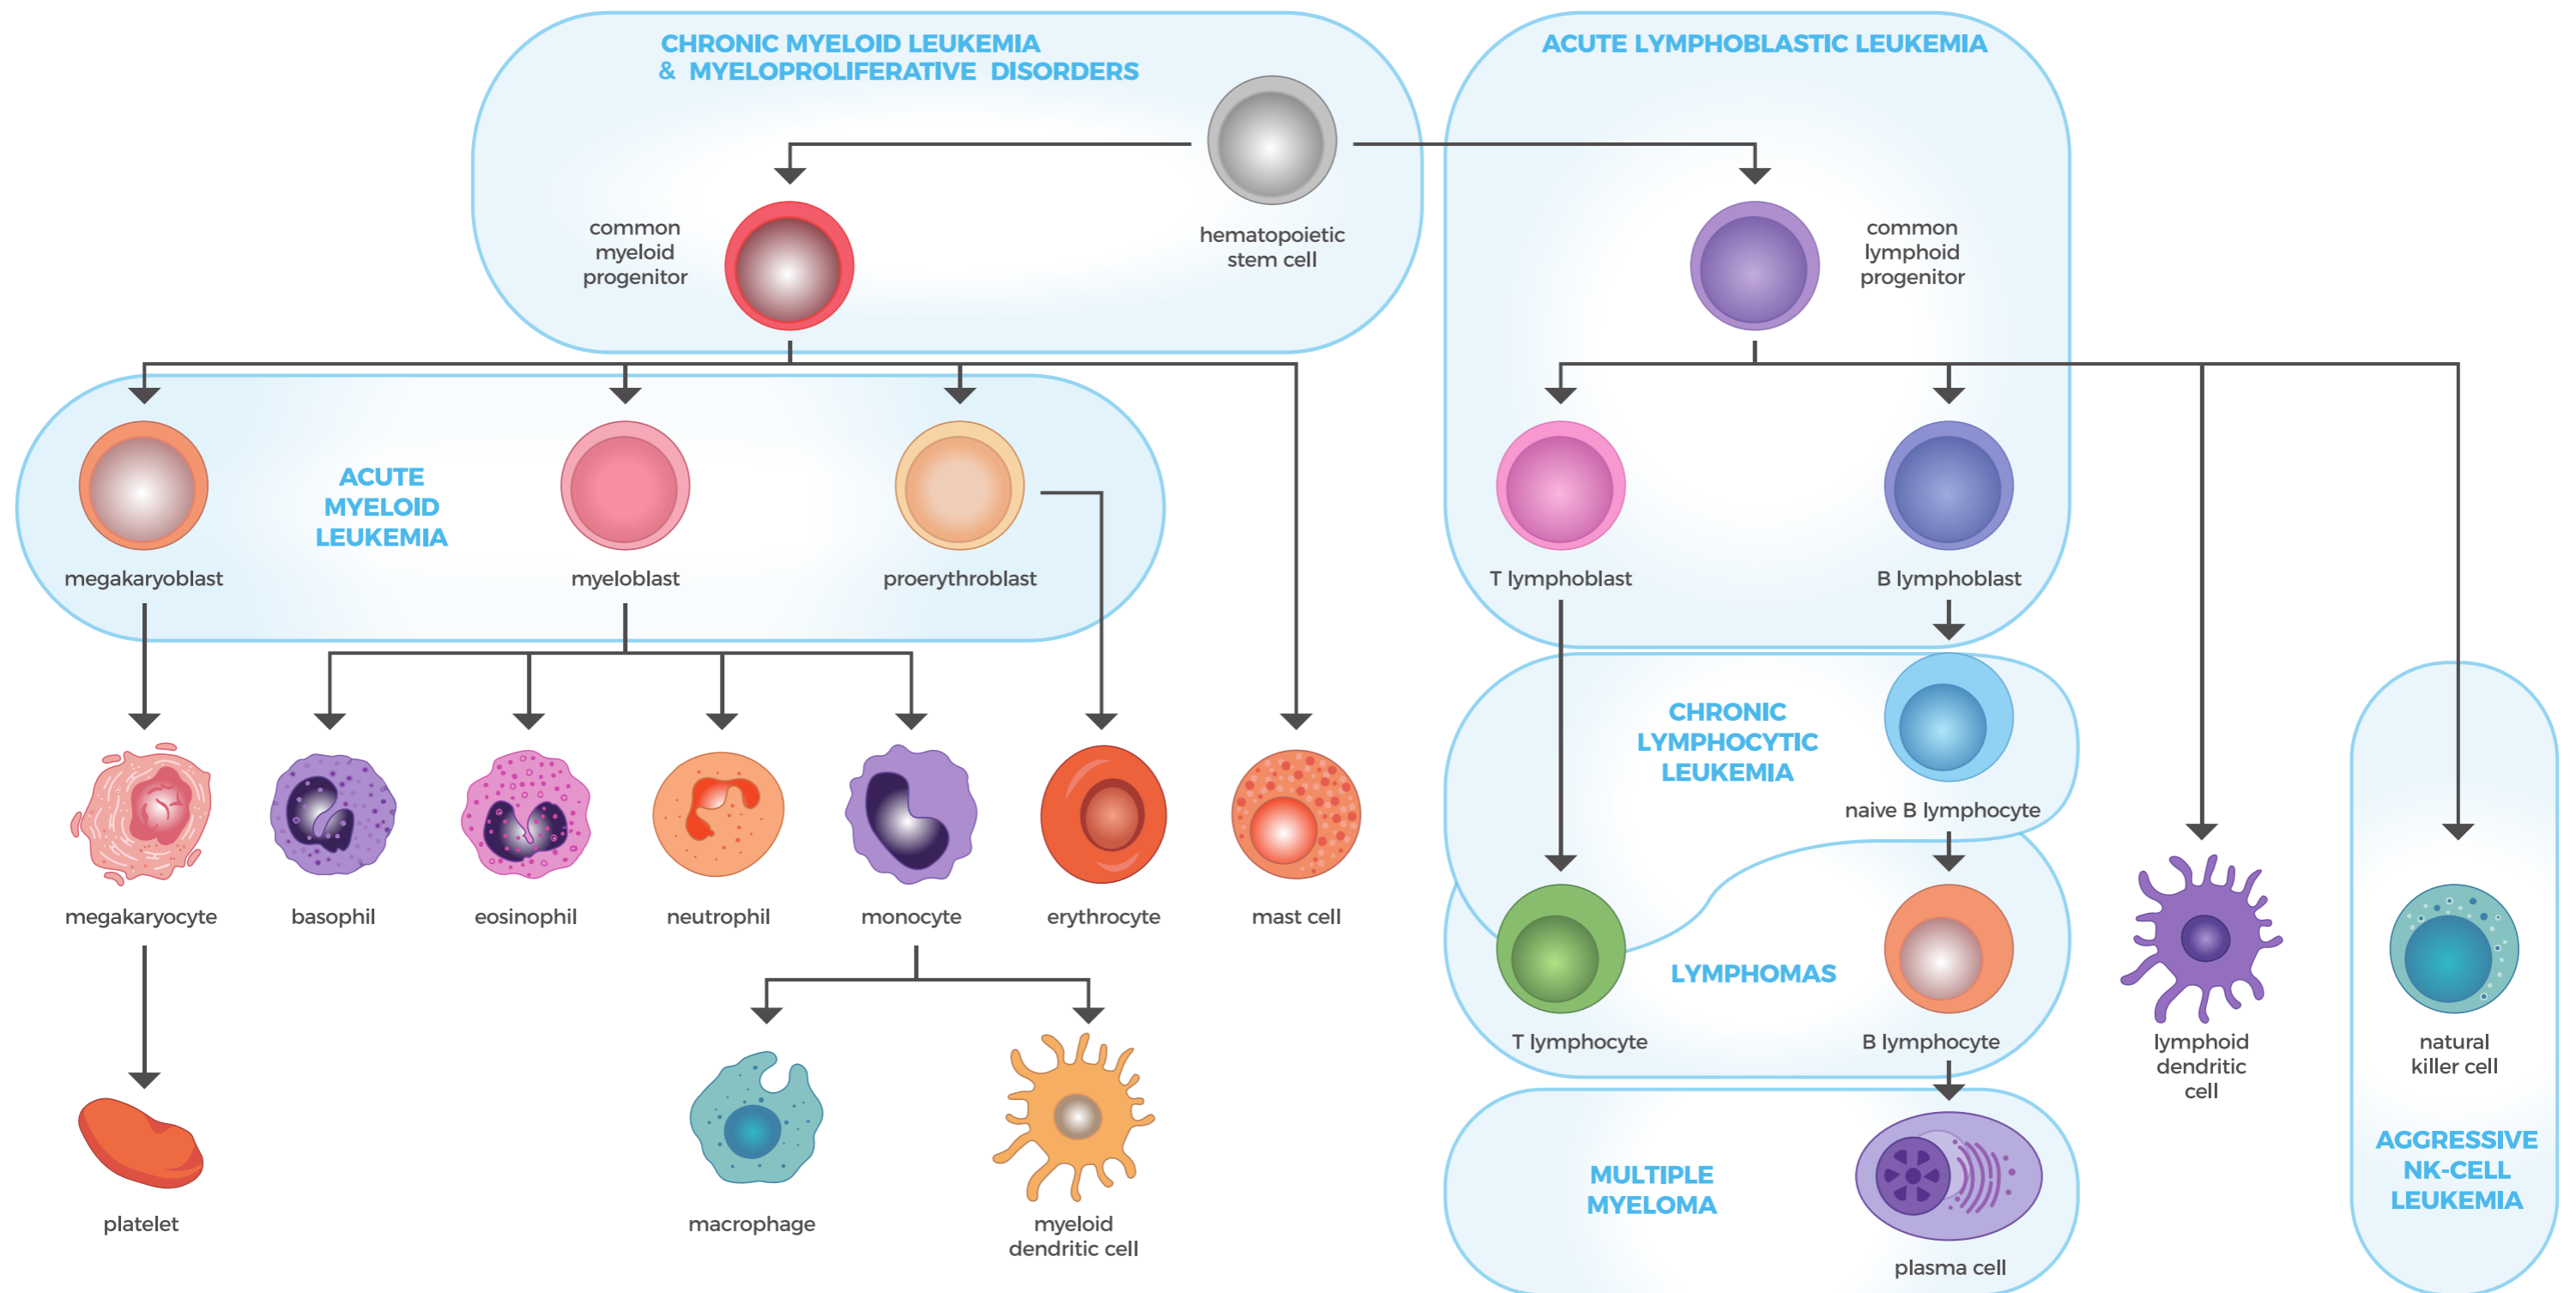 CHRONIC MYELOID LEUKEMIA
& MYELOPROLIFERATIVE DISORDERS
ACUTE LYMPHOBLASTIC LEUKEMIA
common
myeloid
progenitor
hematopoietic
stem cell
common
lymphoid
progenitor
ACUTE
MYELOID
LEUKEMIA
megakaryoblast
myeloblast
proerythroblast
T lymphoblast
B lymphoblast
CHRONIC
LYMPHOCYTIC
LEUKEMIA
naive B lymphocyte
megakaryocyte
basophil
eosinophil
neutrophil
monocyte
erythrocyte
mast cell
LYMPHOMAS
T lymphocyte
B lymphocyte
lymphoid
dendritic
cell
natural
killer cell
AGGRESSIVE
NK-CELL
LEUKEMIA
MULTIPLE
MYELOMA
platelet
macrophage
myeloid
dendritic cell
plasma cell